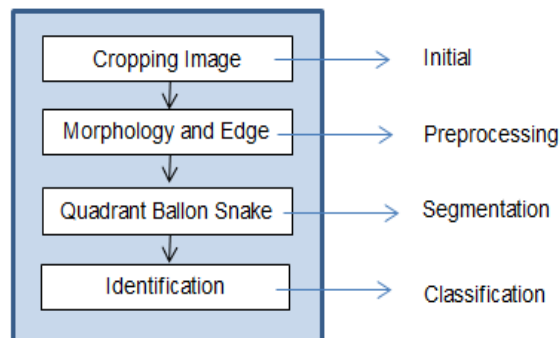 Cropping Image
Initial
Morphology and Edge
Preprocessing
Quadrant Ballon Snake
Segmentation
Identification
Classification